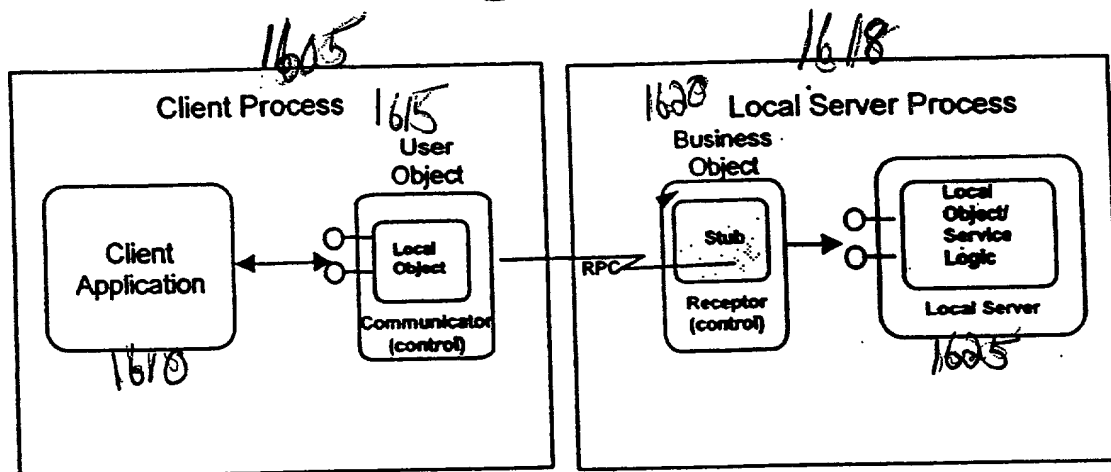 1605
Client Process
1615
User
Object
Client
Application
Local
Object
Communicator
(control)
1610
RPC
1618
1620
Local Server Process
Business
Object
Stub
Receptor
(control)
Local
Object/
Service
Logic
Local Server
1625